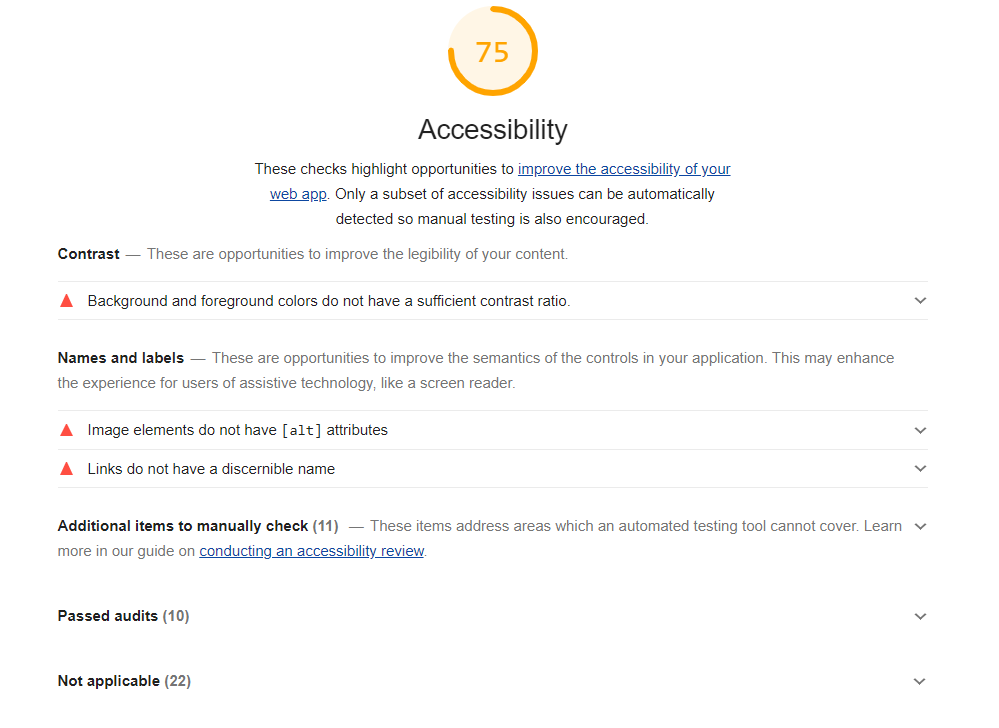 75
Accessibility
These checks highlight opportunities to improve the accessibility of your
web app. Only a subset of accessibility issues can be automatically
detected so manual testing is also encouraged.
Contrast — These are opportunities to improve the legibility of your content.
Background and foreground colors do not have a sufficient contrast ratio.
Names and labels — These are opportunities to improve the semantics of the controls in your application. This may enhance
the experience for users of assistive technology, like a screen reader.
Image elements do not have [alt] attributes
Links do not have a discernible name
Additional items to manually check (11) — These items address areas which an automated testing tool cannot cover. Learn
more in our guide on conducting an accessibility review.
Passed audits (10)
Not applicable (22)